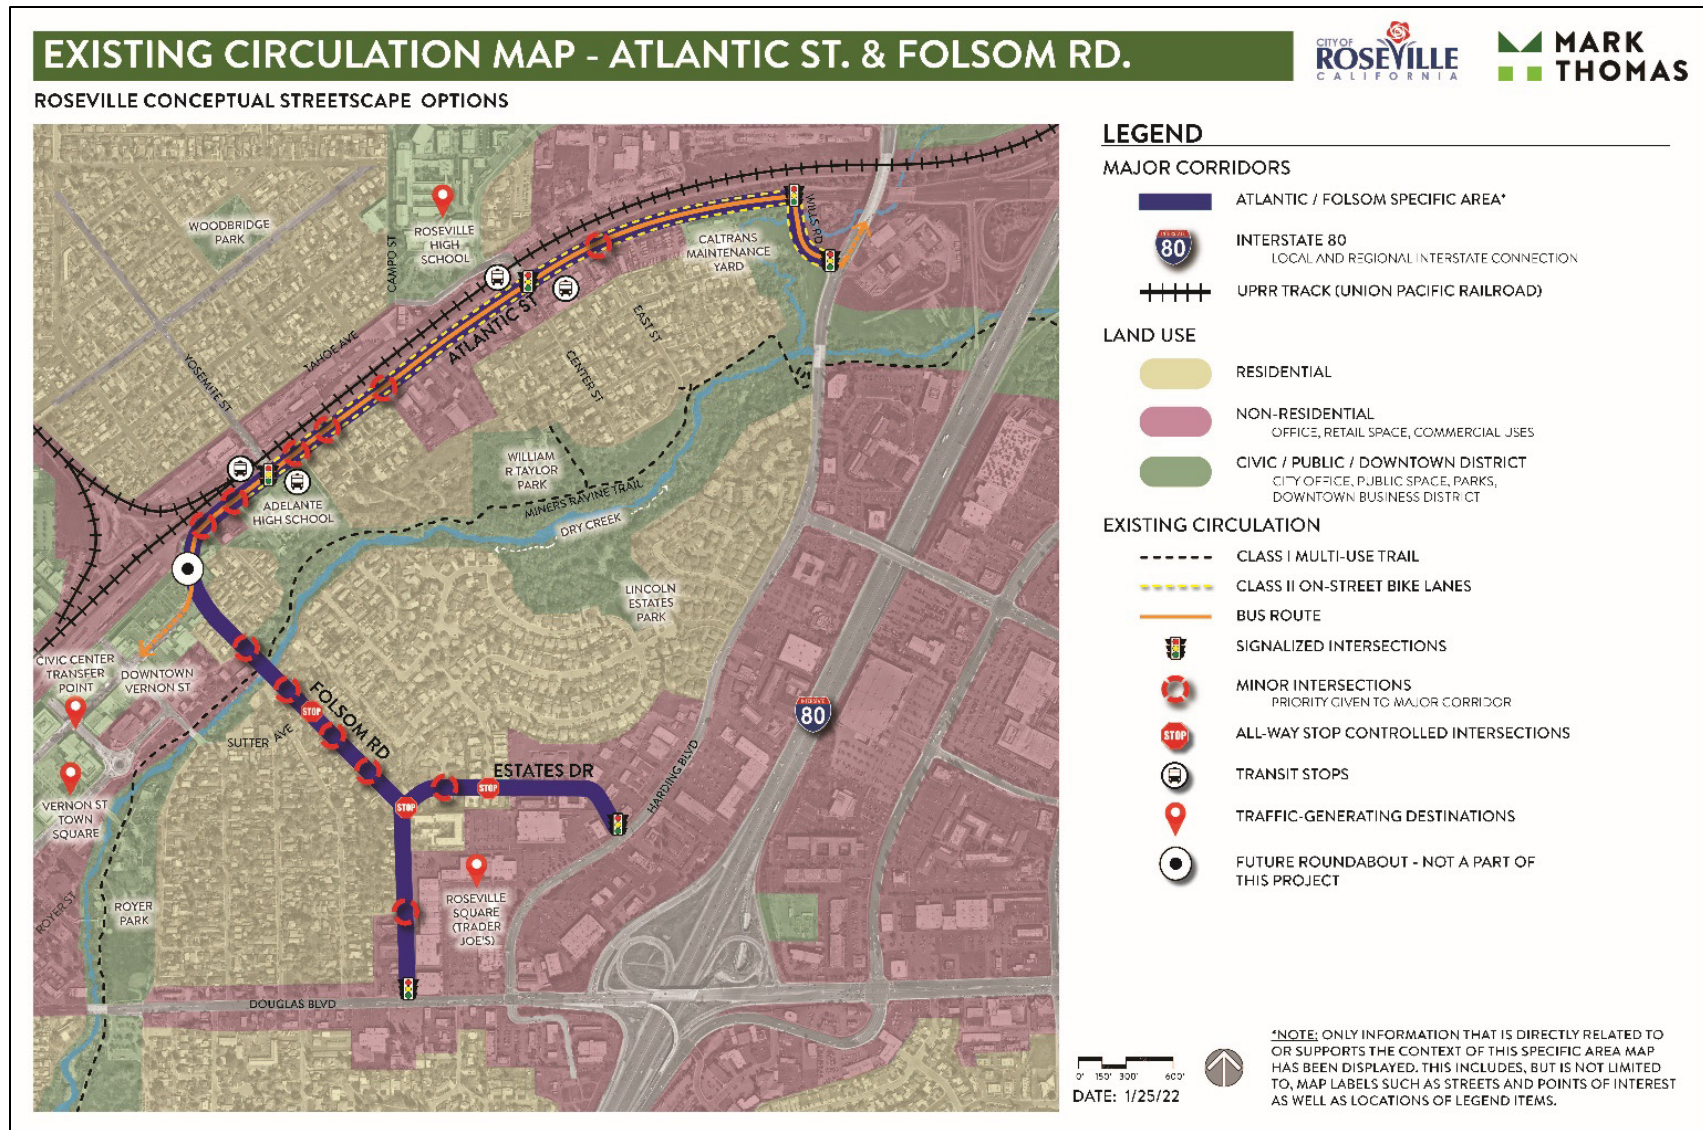 EXISTING CIRCULATION MAP - ATLANTIC ST. & FOLSOM RD.
CITY OF
ROSEVILLE
CALIFORNIA
MARK
THOMAS
ROSEVILLE CONCEPTUAL STREETSCAPE OPTIONS
WOODBRIDGE
PARK
CAMPO ST
ROSEVILLE
HIGH
SCHOOL
CALTRANS
MAINTENANCE
YARD
WILLS RD
ATLANTIC ST
TAHOE AVE
YOSEMITE ST
EAST ST
CENTER ST
WILLIAM
R TAYLOR
PARK
MINERS RAVINE TRAIL
DRY CREEK
ADELANTE
HIGH SCHOOL
LINCOLN
ESTATES
PARK
CIVIC CENTER
TRANSFER
POINT
DOWNTOWN
VERNON ST
FOLSOM RD
STOP
SUTTER AVE
ESTATES DR
STOP
STOP
HARDING BLVD
INTERSTATE
80
VERNON ST
TOWN
SQUARE
ROYER ST
ROYER
PARK
ROSEVILLE
SQUARE
(TRADER
JOE'S)
DOUGLAS BLVD
LEGEND
MAJOR CORRIDORS
ATLANTIC / FOLSOM SPECIFIC AREA*
INTERSTATE
80
INTERSTATE 80
LOCAL AND REGIONAL INTERSTATE CONNECTION
UPRR TRACK (UNION PACIFIC RAILROAD)
LAND USE
RESIDENTIAL
NON-RESIDENTIAL
OFFICE, RETAIL SPACE, COMMERCIAL USES
CIVIC / PUBLIC / DOWNTOWN DISTRICT
CITY OFFICE, PUBLIC SPACE, PARKS,
DOWNTOWN BUSINESS DISTRICT
EXISTING CIRCULATION
CLASS I MULTI-USE TRAIL
CLASS II ON-STREET BIKE LANES
BUS ROUTE
SIGNALIZED INTERSECTIONS
MINOR INTERSECTIONS
PRIORITY GIVEN TO MAJOR CORRIDOR
STOP
ALL-WAY STOP CONTROLLED INTERSECTIONS
TRANSIT STOPS
TRAFFIC-GENERATING DESTINATIONS
FUTURE ROUNDABOUT - NOT A PART OF
THIS PROJECT
0' 150' 300' 600'
DATE: 1/25/22
*NOTE: ONLY INFORMATION THAT IS DIRECTLY RELATED TO
OR SUPPORTS THE CONTEXT OF THIS SPECIFIC AREA MAP
HAS BEEN DISPLAYED. THIS INCLUDES, BUT IS NOT LIMITED
TO, MAP LABELS SUCH AS STREETS AND POINTS OF INTEREST
AS WELL AS LOCATIONS OF LEGEND ITEMS.